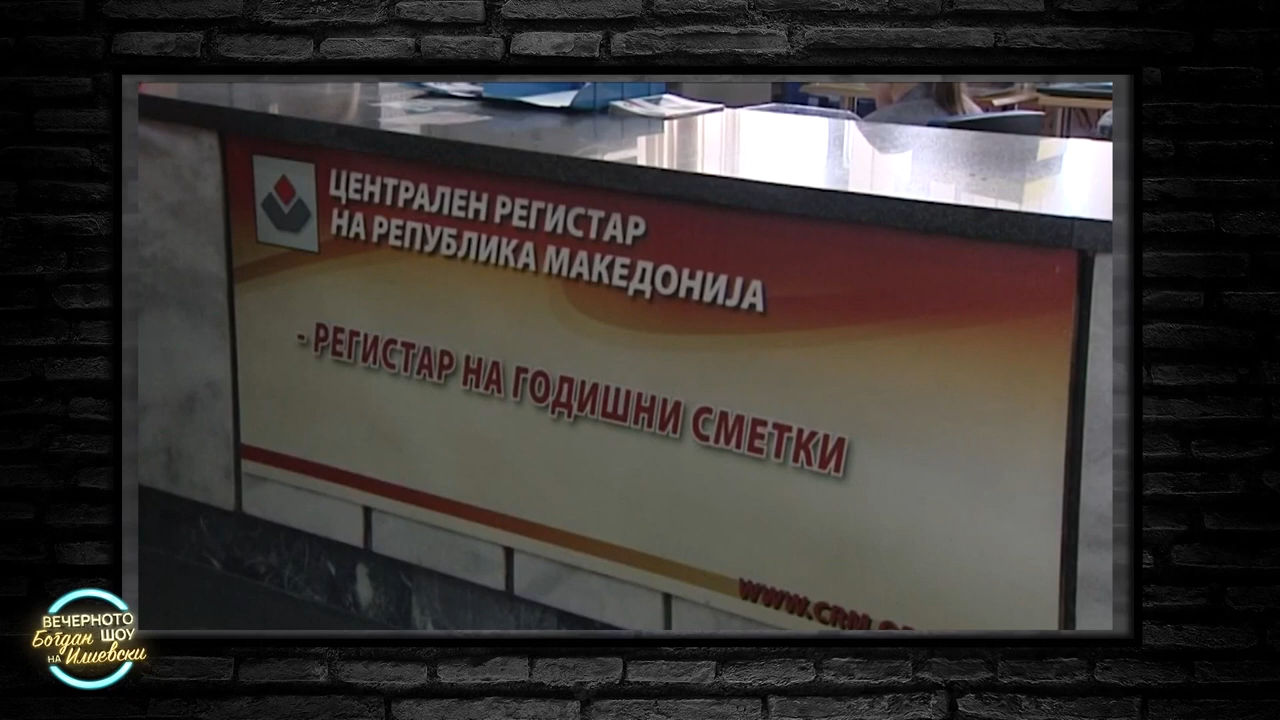 ЦЕНТРАЛЕН РЕГИСТАР
НА РЕПУБЛИКА МАКЕДОНИЈА
- РЕГИСТАР НА ГОДИШНИ СМЕТКИ
ВЕЧЕРНОТО
Богдан ШОУ
НА Илиевски